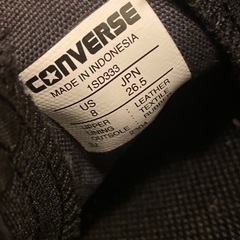 CONVERSE
MADE IN INDONESIA
1SD333
US JPN
8 26.5
UPPER : LEATHER
LINING : TEXTILE
OUTSOLE : RUBBER